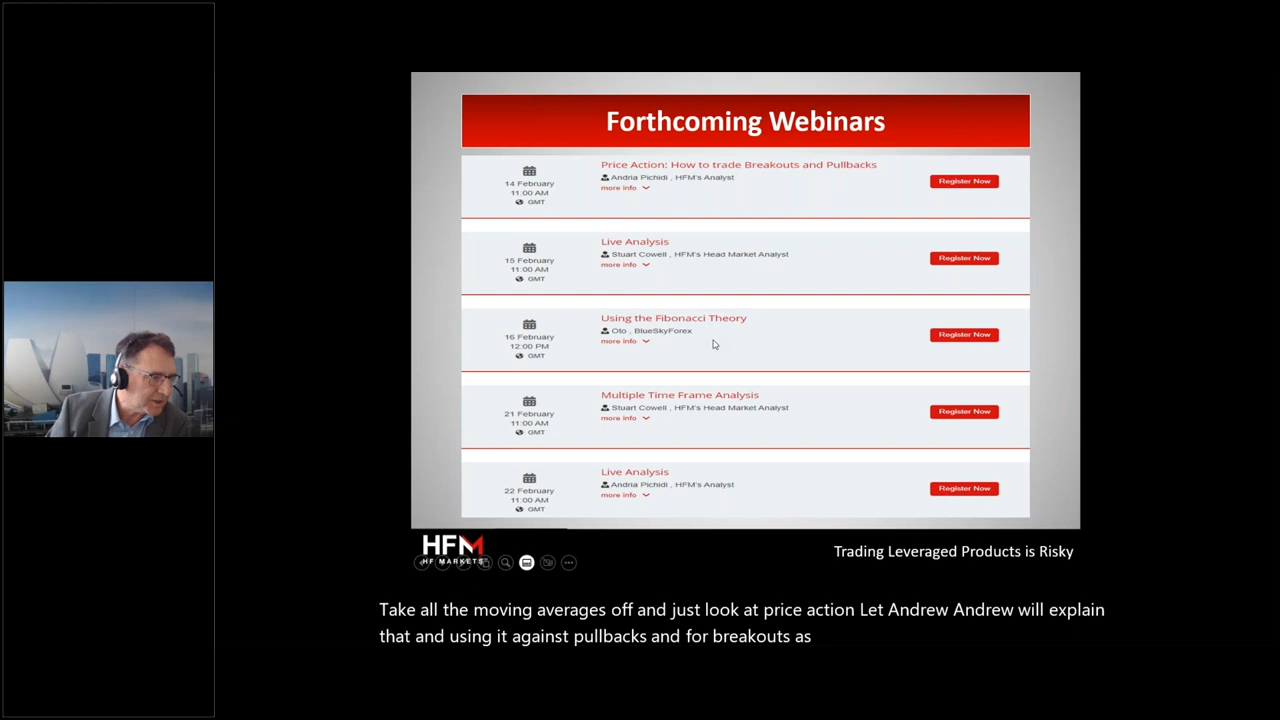 Forthcoming Webinars
Price Action: How to trade Breakouts and Pullbacks
Andria Pichidi , HFM's Analyst
more info
14 February
11:00 AM
GMT
Register Now
Live Analysis
Stuart Cowell , HFM's Head Market Analyst
more info
15 February
11:00 AM
GMT
Register Now
Using the Fibonacci Theory
Oto , BlueSkyForex
more info
16 February
12:00 PM
GMT
Register Now
Multiple Time Frame Analysis
Stuart Cowell , HFM's Head Market Analyst
more info
21 February
11:00 AM
GMT
Register Now
Live Analysis
Andria Pichidi , HFM's Analyst
more info
22 February
11:00 AM
GMT
Register Now
HFM
HF MARKETS
Trading Leveraged Products is Risky
Take all the moving averages off and just look at price action Let Andrew Andrew will explain
that and using it against pullbacks and for breakouts as